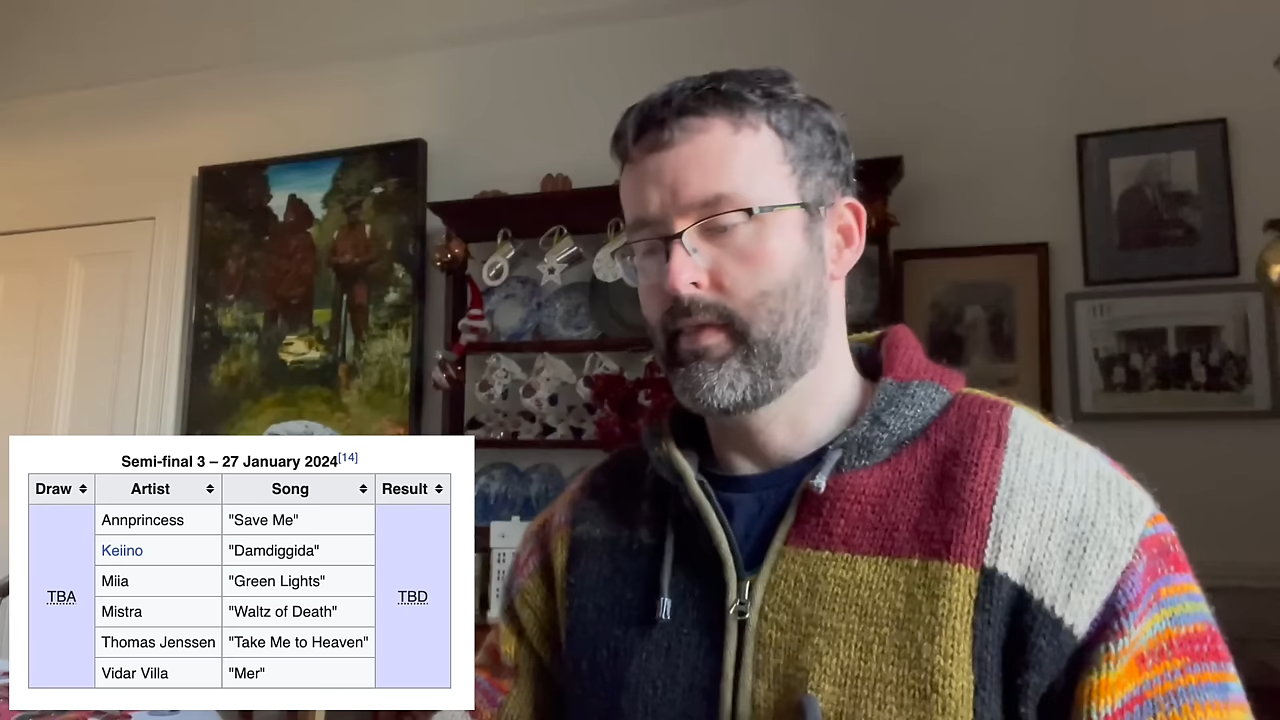 Semi-final 3 – 27 January 2024[14]
Draw Artist Song Result
Annprincess "Save Me"
Keiino "Damdiggida"
Miia "Green Lights"
TBA TBD
Mistra "Waltz of Death"
Thomas Jenssen "Take Me to Heaven"
Vidar Villa "Mer"